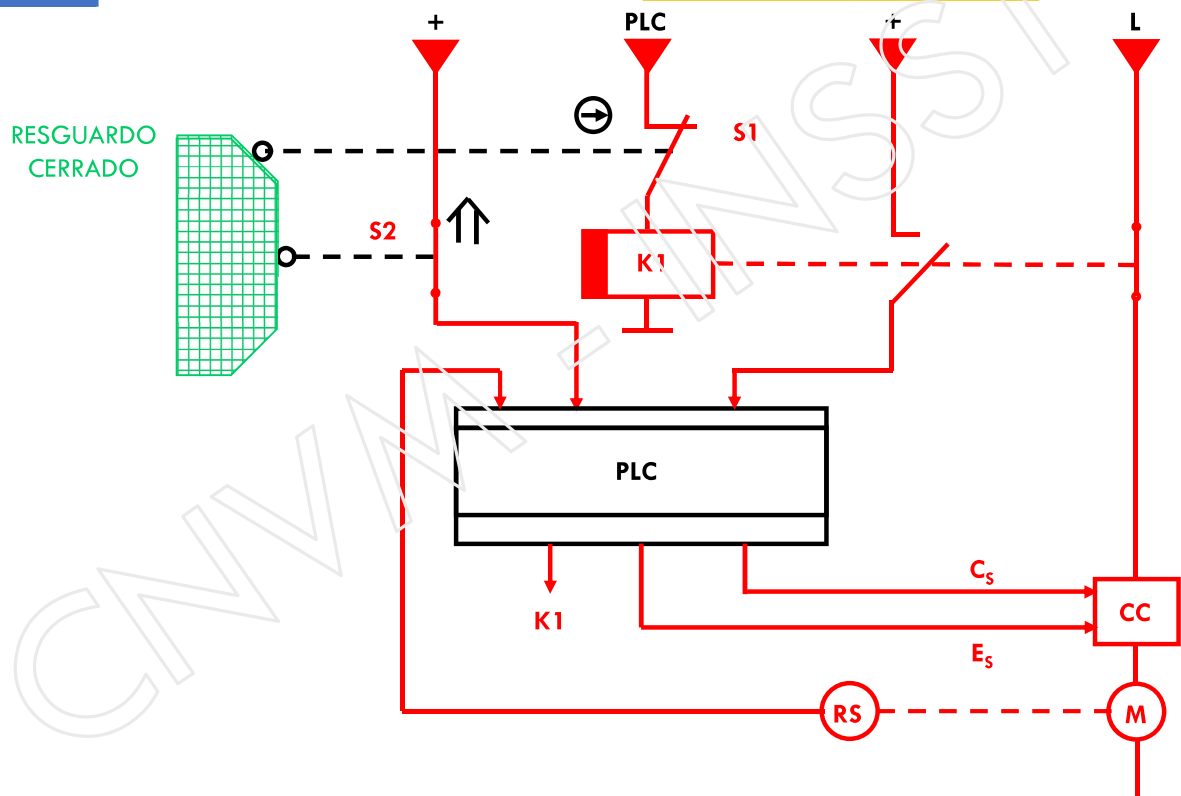 +
PLC
+
L
RESGUARDO
CERRADO
S1
S2
K1
PLC
K1
Cs
Es
CC
RS
M
CNVM - INSST